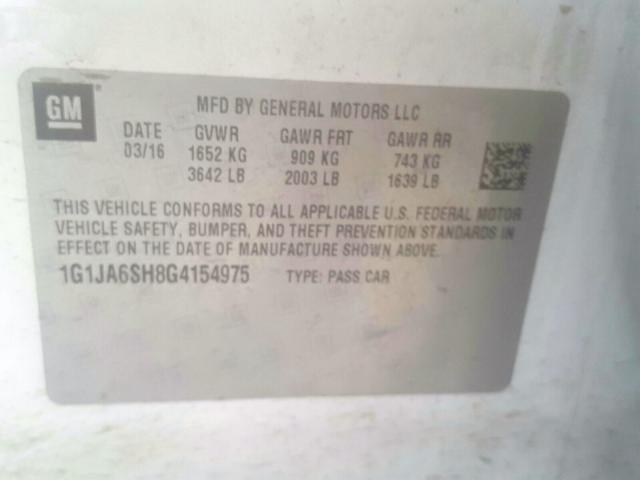 GM
MFD BY GENERAL MOTORS LLC
DATE GVWR GAWR FRT GAWR RR
03/16 1652 KG 909 KG 743 KG
3642 LB 2003 LB 1639 LB
THIS VEHICLE CONFORMS TO ALL APPLICABLE U.S. FEDERAL MOTOR
VEHICLE SAFETY, BUMPER, AND THEFT PREVENTION STANDARDS IN
EFFECT ON THE DATE OF MANUFACTURE SHOWN ABOVE.
1G1JA6SH8G4154975 TYPE: PASS CAR